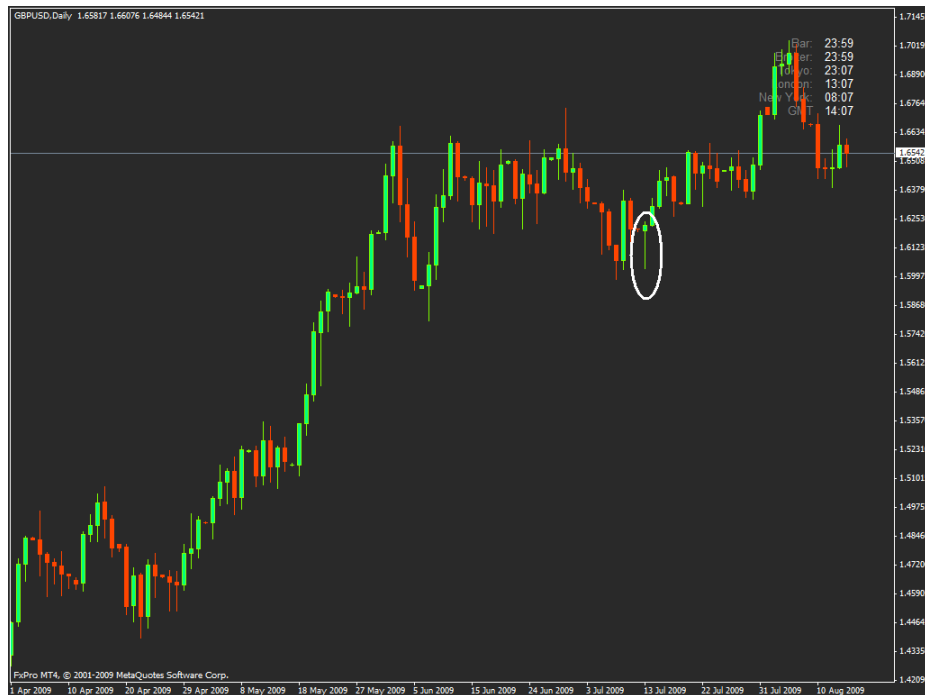 GBPUSD,Daily 1.65817 1.66076 1.64844 1.65421
Bar: 23:59
Broker: 23:59
Tokyo: 23:07
London: 13:07
New York: 08:07
GMT 14:07
1.7145
1.7019
1.6890
1.6764
1.6634
1.6542
1.6508
1.6379
1.6253
1.6123
1.5997
1.5868
1.5742
1.5612
1.5486
1.5357
1.5231
1.5101
1.4975
1.4846
1.4720
1.4590
1.4464
1.4335
1.4209
FxPro MT4, © 2001-2009 MetaQuotes Software Corp.
1 Apr 2009 10 Apr 2009 20 Apr 2009 29 Apr 2009 8 May 2009 18 May 2009 27 May 2009 5 Jun 2009 15 Jun 2009 24 Jun 2009 3 Jul 2009 13 Jul 2009 22 Jul 2009 31 Jul 2009 10 Aug 2009